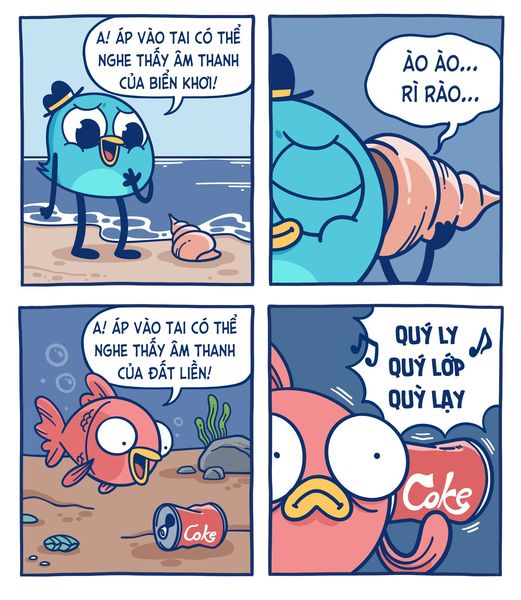 A! ÁP VÀO TAI CÓ THỂ
NGHE THẤY ÂM THANH
CỦA BIỂN KHƠI!
ÀO ÀO...
RÌ RÀO...
A! ÁP VÀO TAI CÓ THỂ
NGHE THẤY ÂM THANH
CỦA ĐẤT LIỀN!
Coke
QUÝ LY
QUÝ LỚP
QUỲ LẠY
Coke